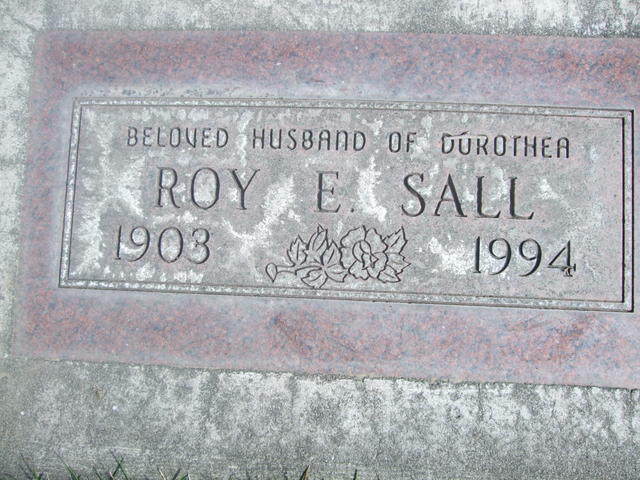 BELOVED HUSBAND OF DOROTHEA
ROY E. SALL
1903 1994